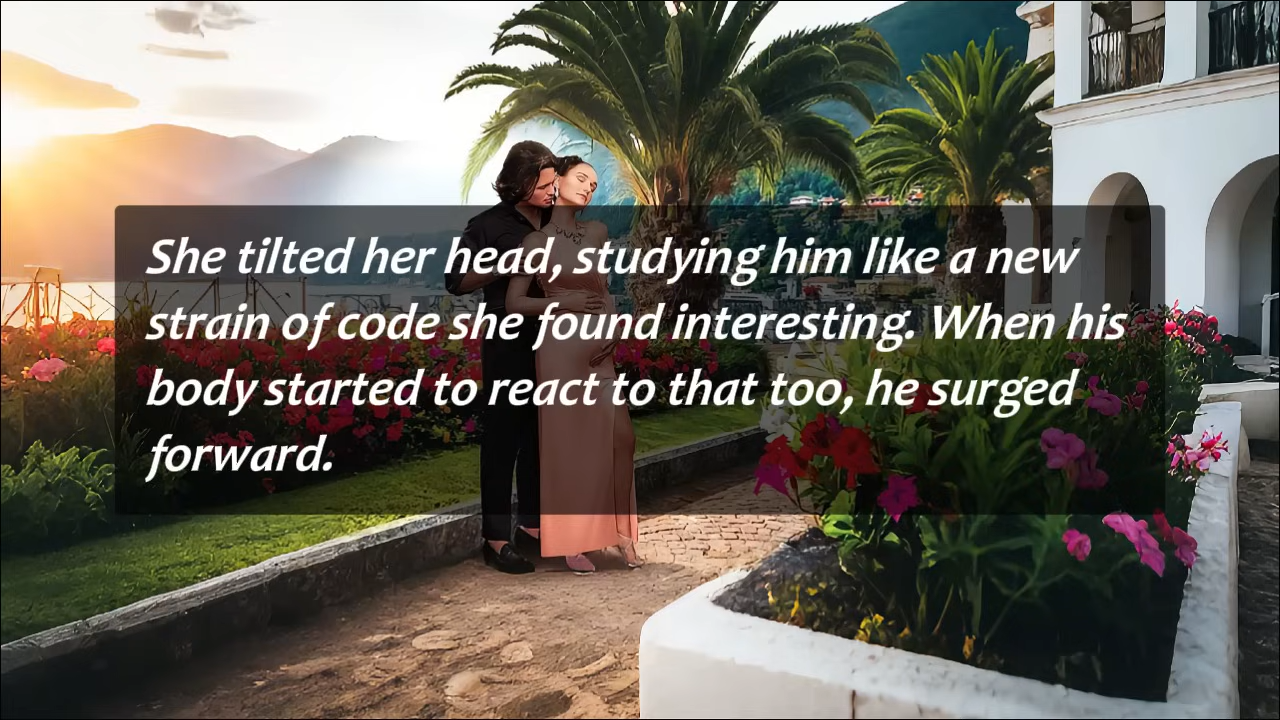 She tilted her head, studying him like a new
strain of code she found interesting. When his
body started to react to that too, he surged
forward.